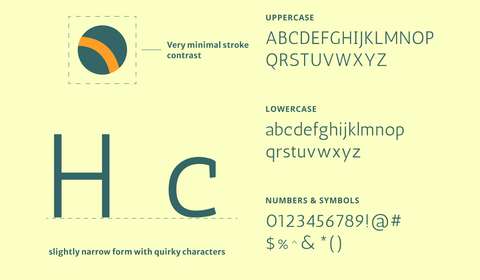 Very minimal stroke
contrast
H c
slightly narrow form with quirky characters
UPPERCASE
ABCDEFGHIJKLMNOP
QRSTUVWXYZ
LOWERCASE
abcdefghijklmnop
qrstuvwxyz
NUMBERS & SYMBOLS
0123456789!@#
$%^&*()